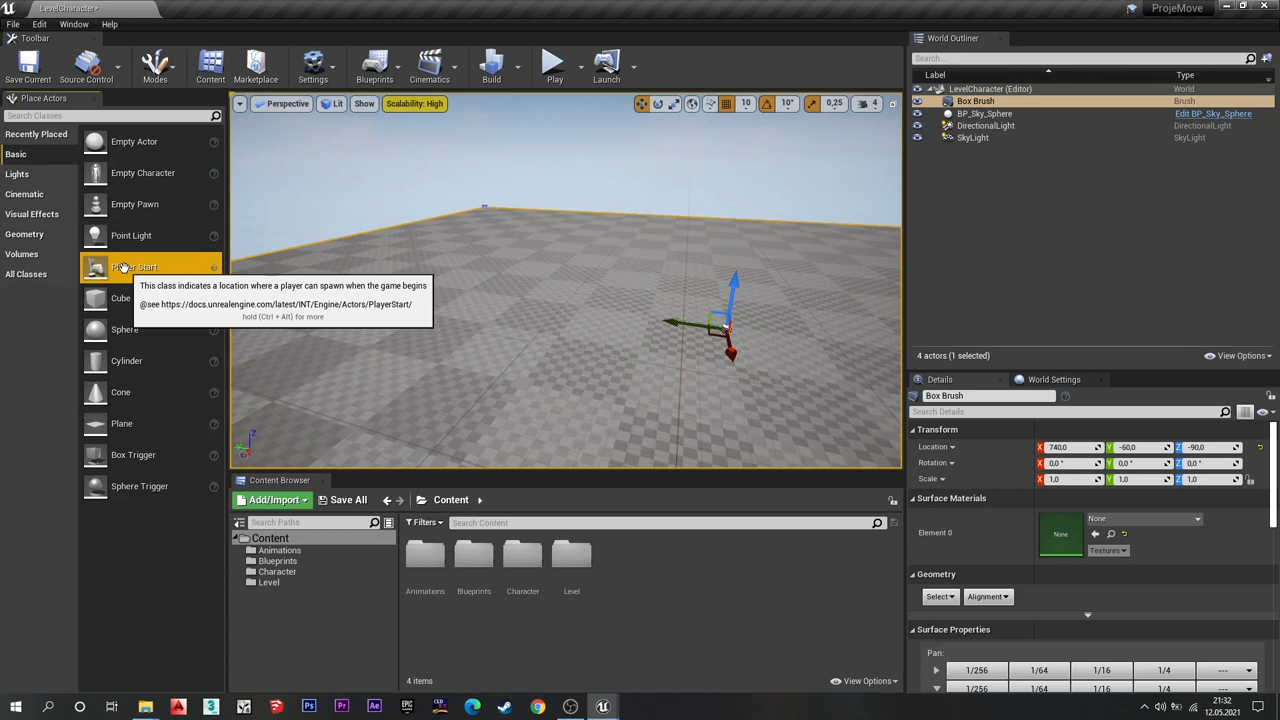 LevelCharacter*
ProjeMove
File Edit Window Help
Toolbar
Save Current
Source Control
Modes
Content
Marketplace
Settings
Blueprints
Cinematics
Build
Play
Launch
Place Actors
Search Classes
Recently Placed
Basic
Lights
Cinematic
Visual Effects
Geometry
Volumes
All Classes
Empty Actor
Empty Character
Empty Pawn
Point Light
Player Start
Cube
Sphere
Cylinder
Cone
Plane
Box Trigger
Sphere Trigger
This class indicates a location where a player can spawn when the game begins
@see https://docs.unrealengine.com/latest/INT/Engine/Actors/PlayerStart/
hold (Ctrl + Alt) for more
Perspective
Lit
Show
Scalability: High
10
10°
0,25
4
Z
Content Browser
Add/Import
Save All
Content
Search Paths
Filters
Search Content
Content
Animations
Blueprints
Character
Level
Animations
Blueprints
Character
Level
4 items
View Options
World Outliner
Search...
Label Type
LevelCharacter (Editor) World
Box Brush Brush
BP_Sky_Sphere Edit BP_Sky_Sphere
DirectionalLight DirectionalLight
SkyLight SkyLight
4 actors (1 selected)
View Options
Details
World Settings
Box Brush
Search Details
Transform
Location X 740,0 Y -60,0 Z -90,0
Rotation X 0,0 ° Y 0,0 ° Z 0,0 °
Scale X 1,0 Y 1,0 Z 1,0
Surface Materials
Element 0
None
None
Textures
Geometry
Select
Alignment
Surface Properties
Pan:
1/256 1/64 1/16 1/4 ---
1/256 1/64 1/16 1/4 ---
21:32
12.05.2021